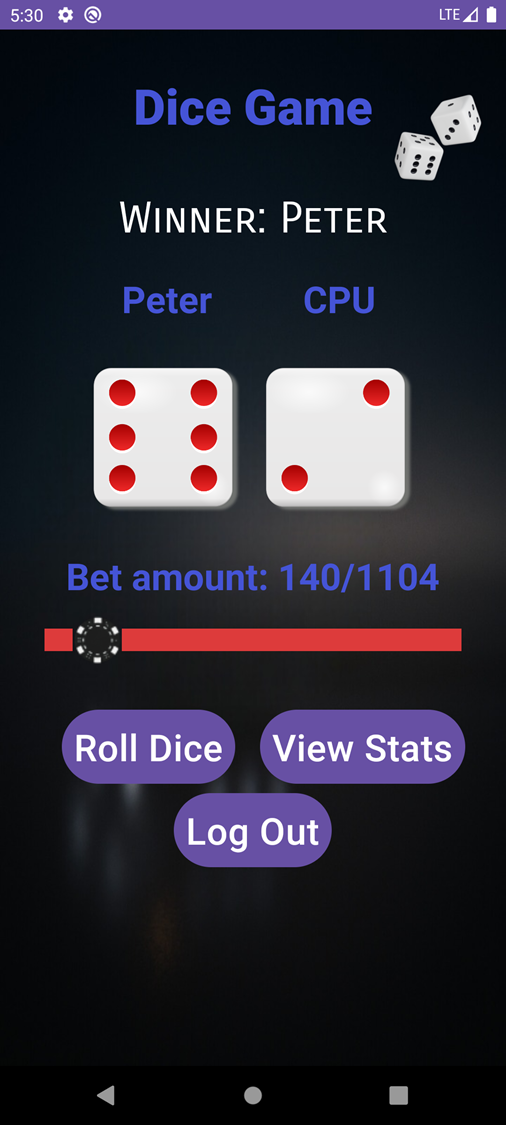 5:30 LTE
Dice Game
Winner: Peter
Peter CPU
Bet amount: 140/1104
Roll Dice View Stats
Log Out